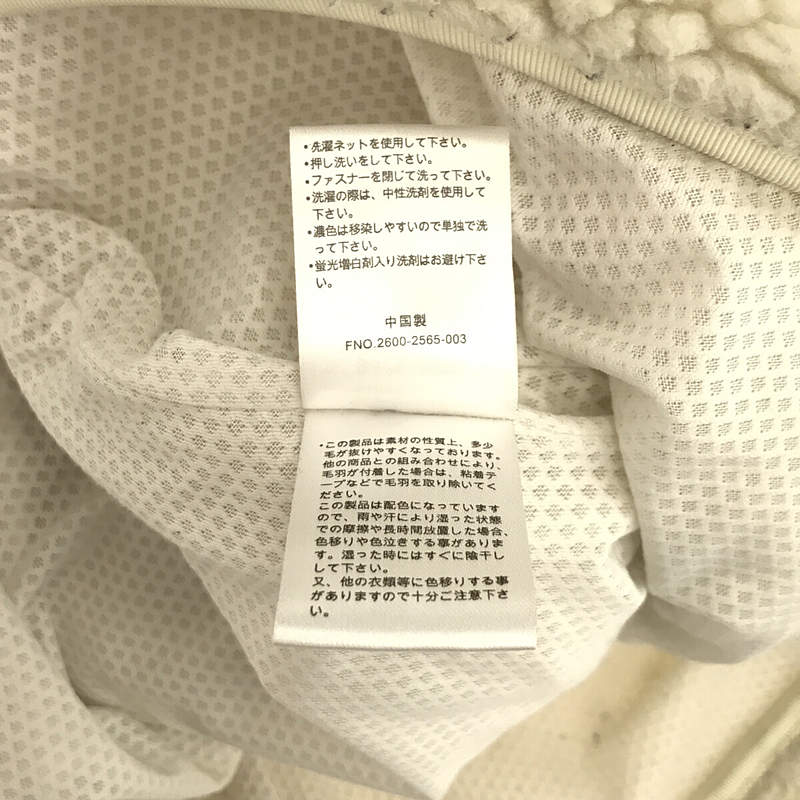 ・洗濯ネットを使用して下さい。
・押し洗いをして下さい。
・ファスナーを閉じて洗って下さい。
・洗濯の際は、中性洗剤を使用して
下さい。
・濃色は移染しやすいので単独で洗
って下さい。
・蛍光増白剤入り洗剤はお避け下さ
い。
中国製
FNO.2600-2565-003
・この製品は素材の性質上、多少
毛が抜けやすくなっております。
他の商品との組み合わせにより、
毛羽が付着した場合は、粘着テ
ープなどで毛羽を取り除いてく
ださい。
この製品は配色になっています
ので、雨や汗により湿った状態
での摩擦や長時間放置した場合、
色移りや色泣きする事がありま
す。湿った時にはすぐに陰干し
して下さい。
又、他の衣類等に色移りする事
がありますので十分ご注意下さ
い。